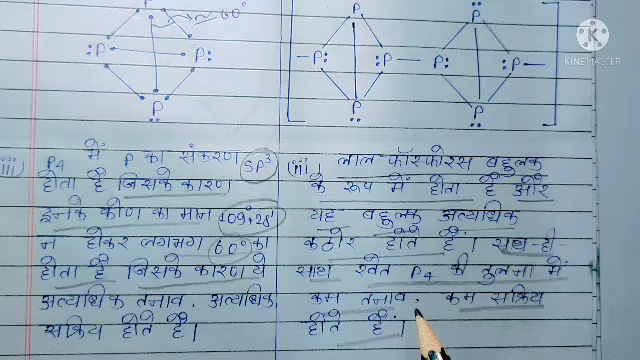 P
~60°
:P
P:
P
P
P
-P:
:P-
P:
:P-
P
P
KINEMASTER
iii)
P4 में P का संकरण SP³
होता है जिसके कारण
इनके कोण का मान 109°28'
न होकर लगभग 60° का
होता है जिसके कारण ये
अत्यधिक तनाव, अत्यधिक
सक्रिय होते है।
(iii) लाल फॉस्फोरस बहुलक
के रूप में होता है और
यह बहुलक अत्यधिक
कठोर होते हैं। साथ-ही-
साथ श्वेत P4 की तुलना में
कम तनाव, कम सक्रिय
होते हैं।